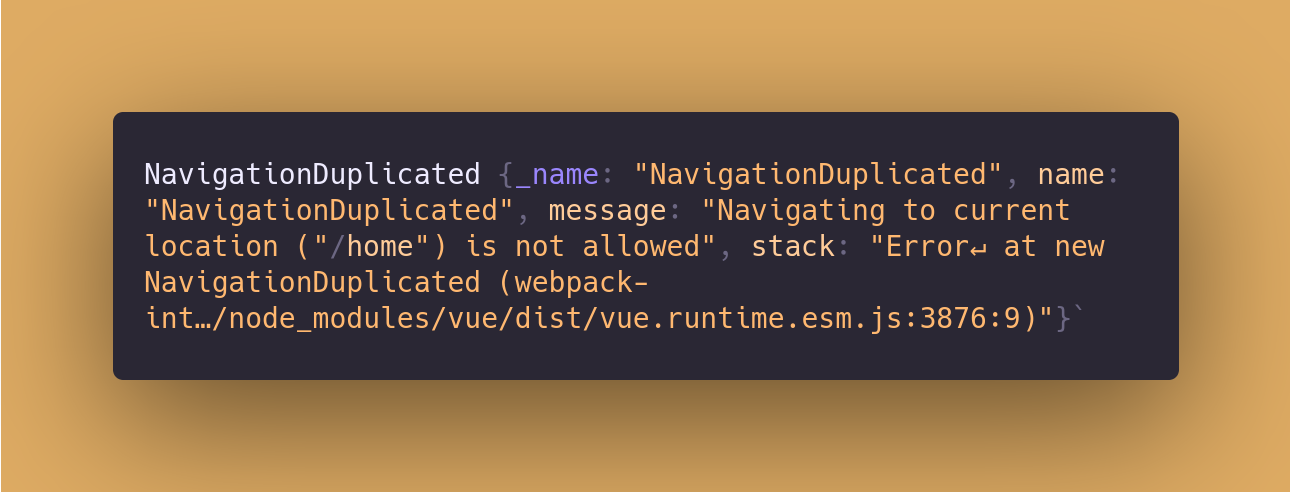 NavigationDuplicated {_name: "NavigationDuplicated", name:
"NavigationDuplicated", message: "Navigating to current
location ("/home") is not allowed", stack: "Error↵ at new
NavigationDuplicated (webpack-
int…/node_modules/vue/dist/vue.runtime.esm.js:3876:9)"}`